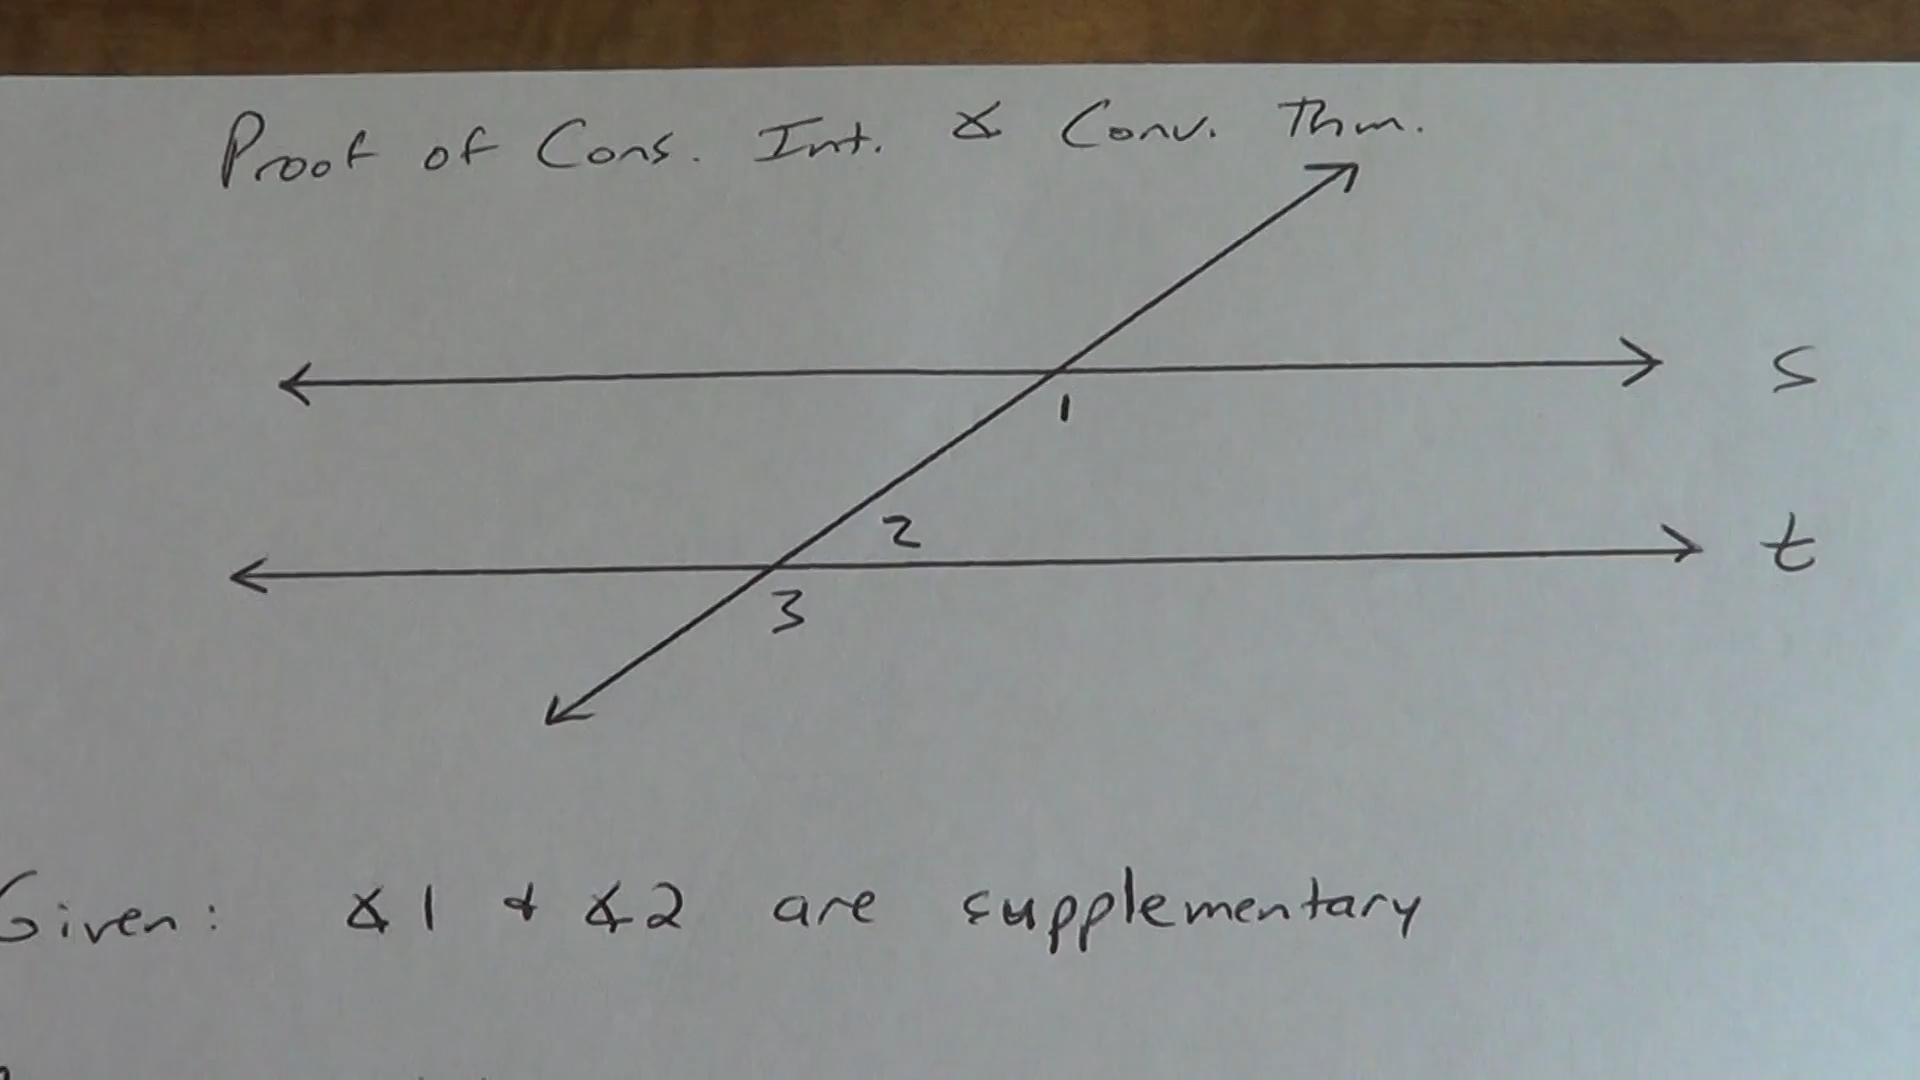 Proof of Cons. Int. ∡ Conv. Thm.
s
1
2
t
3
Given: ∡1 & ∡2 are supplementary